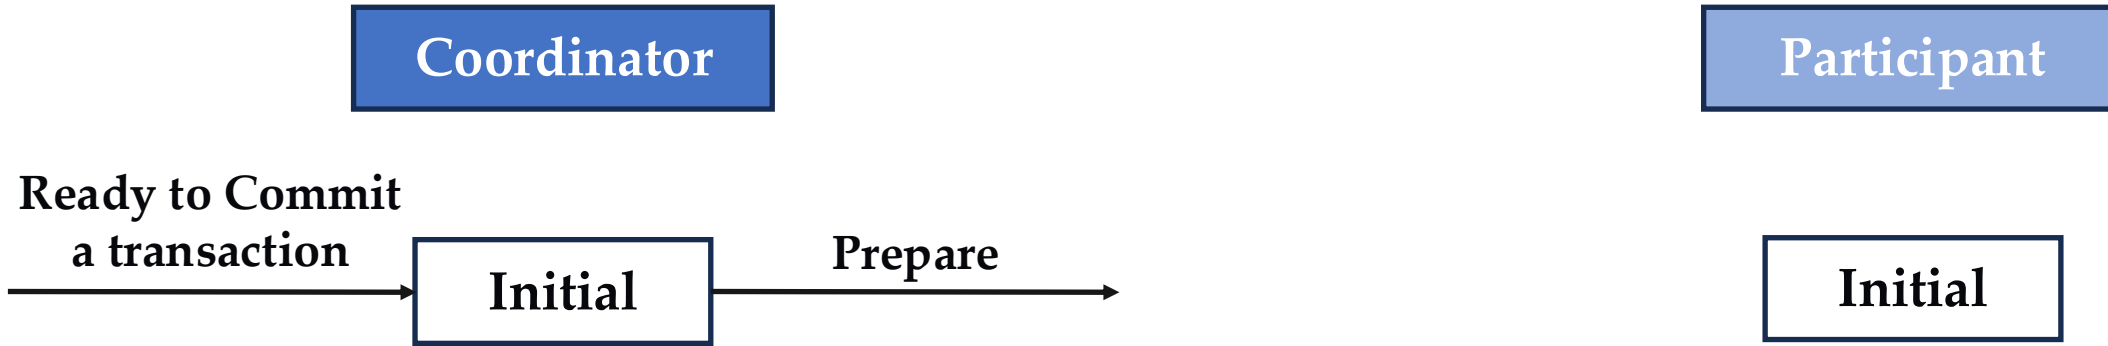 Coordinator
Participant
Ready to Commit
a transaction
Initial
Prepare
Initial